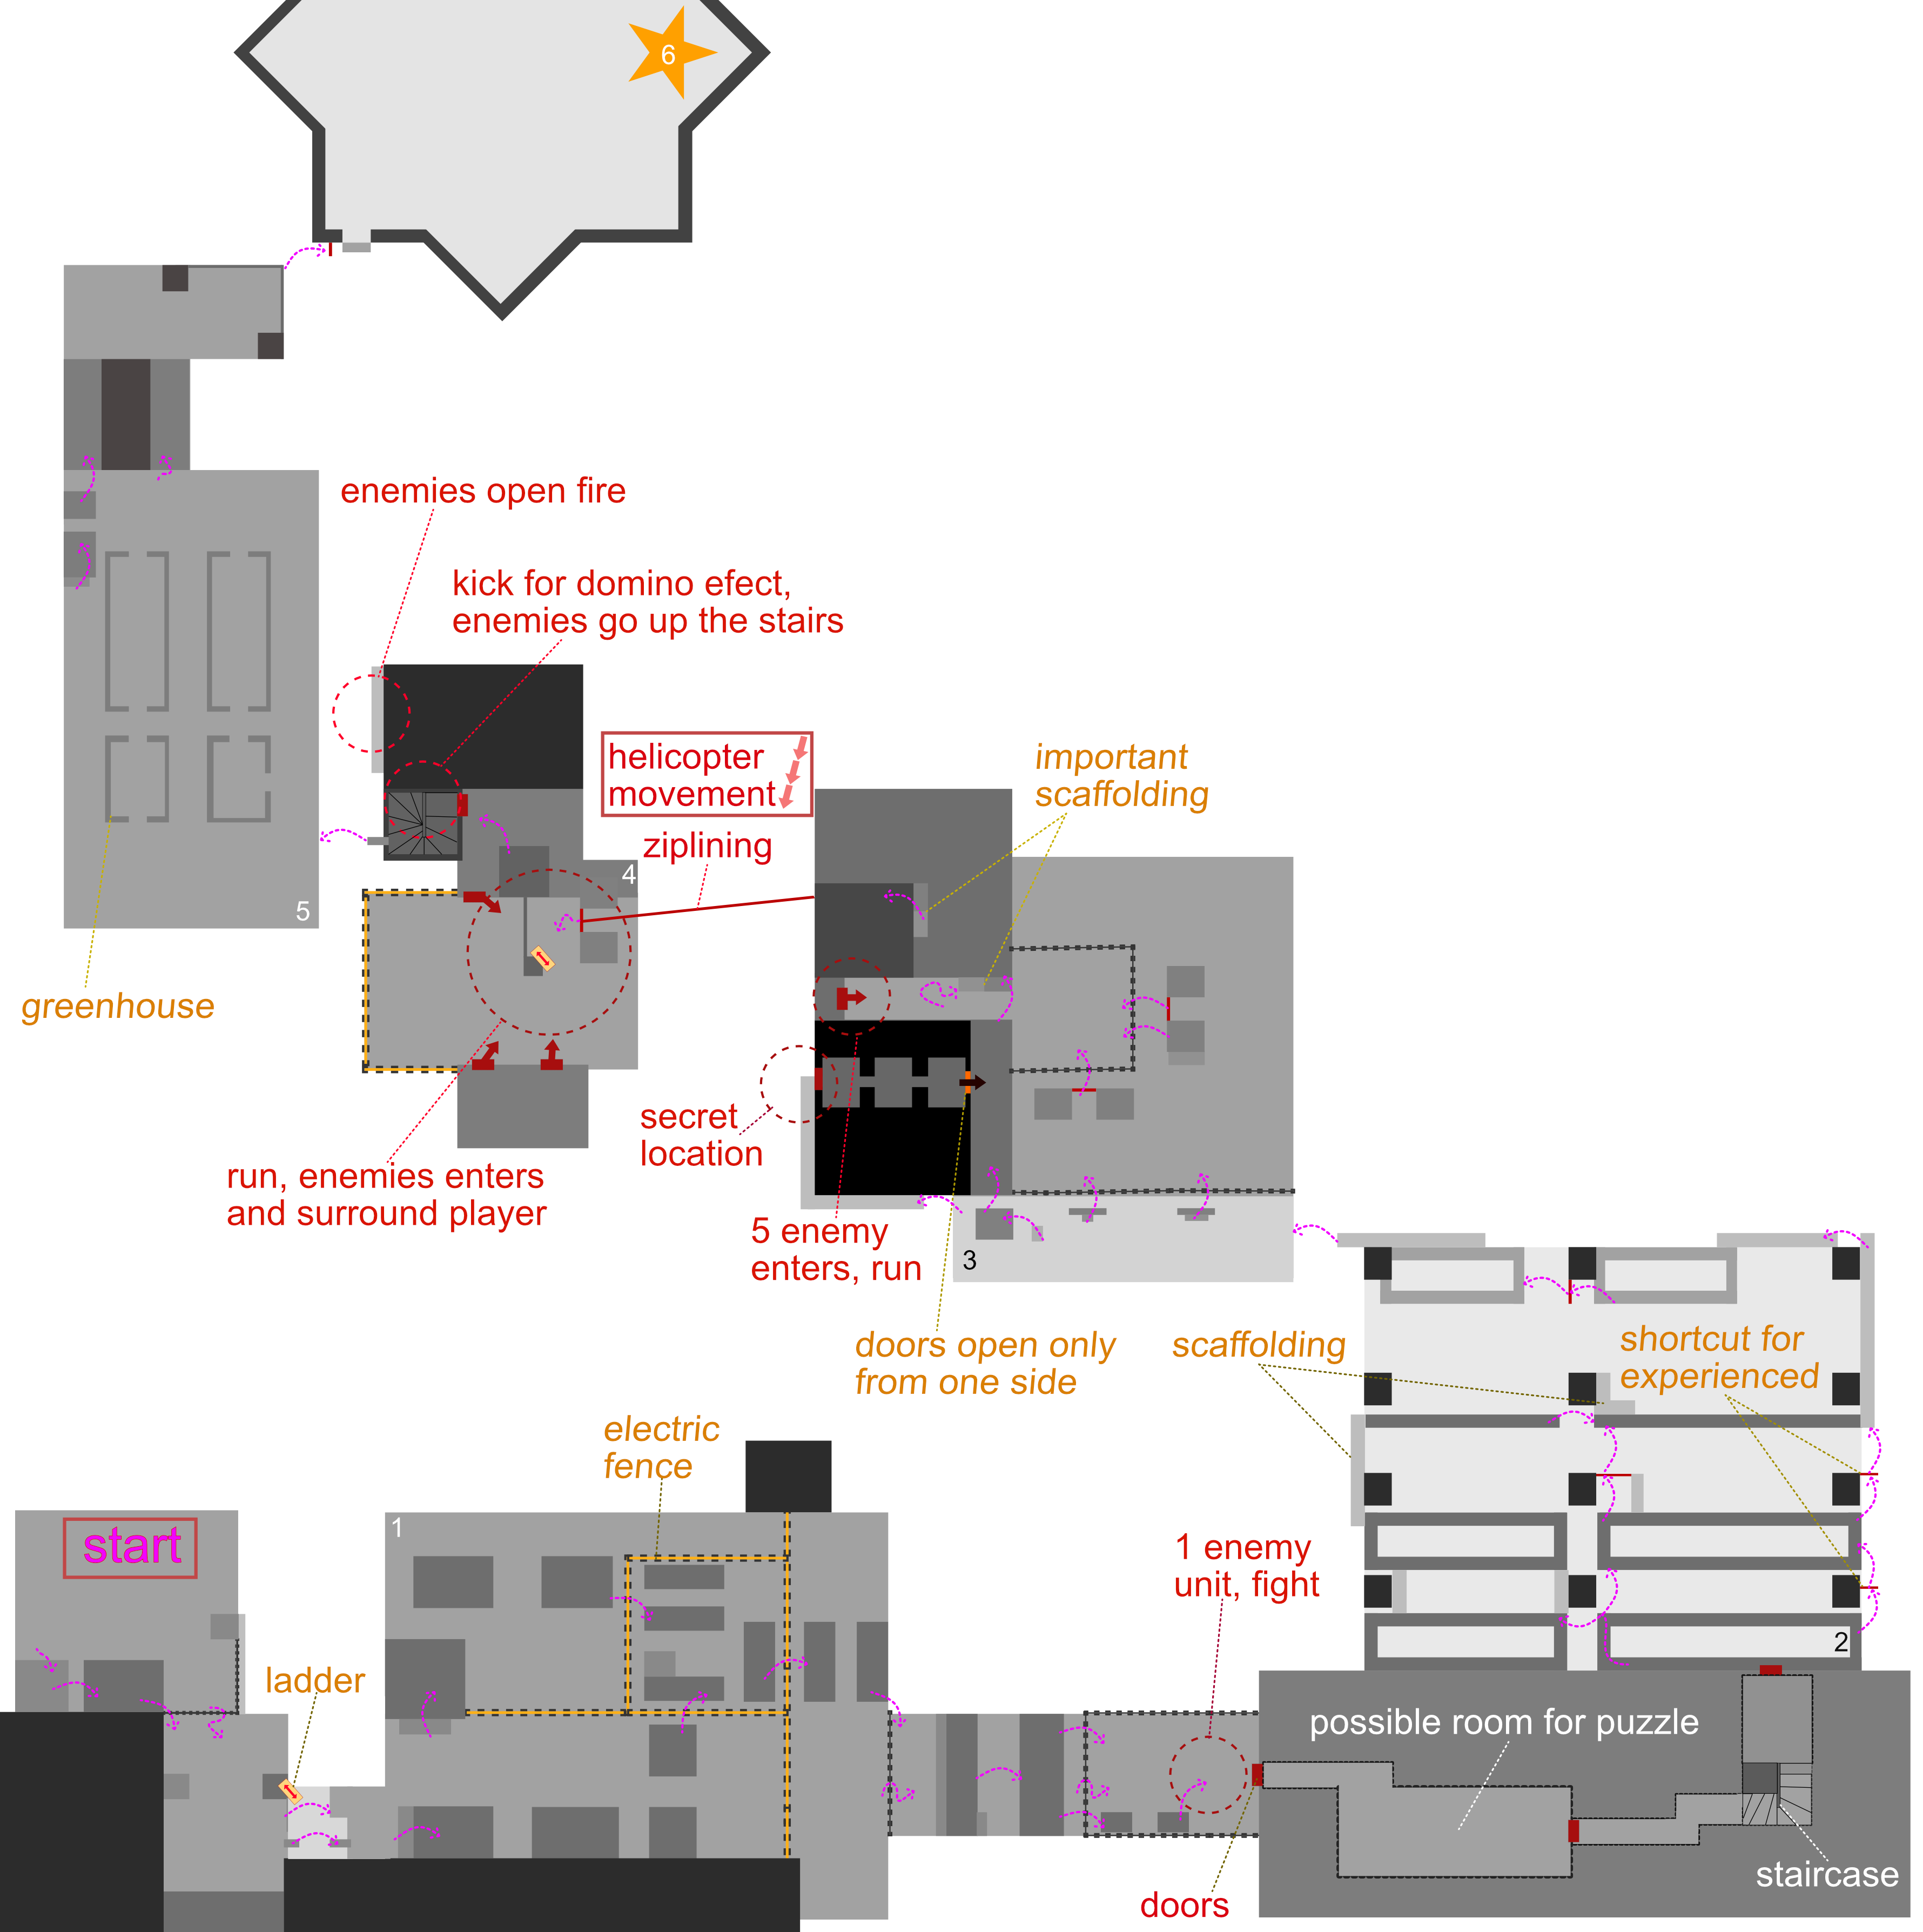 6
enemies open fire
kick for domino efect,
enemies go up the stairs
helicopter
movement
important
scaffolding
ziplining
4
5
greenhouse
secret
location
run, enemies enters
and surround player
5 enemy
enters, run
3
doors open only
from one side
scaffolding
shortcut for
experienced
electric
fence
start
1
1 enemy
unit, fight
2
ladder
possible room for puzzle
staircase
doors